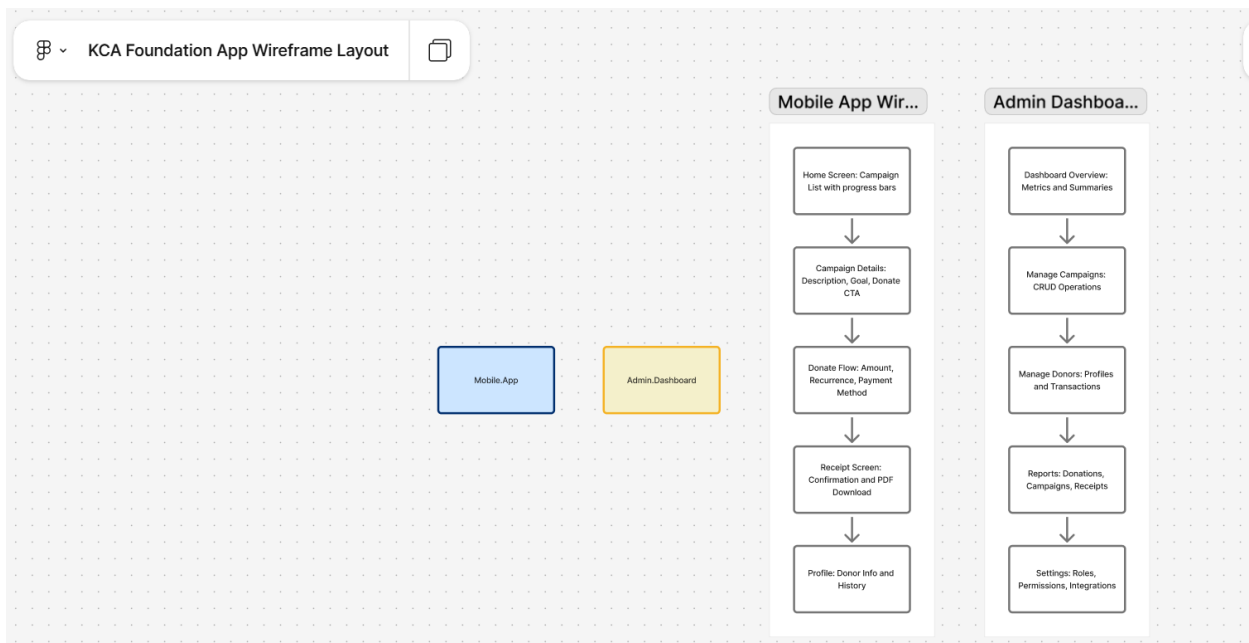 KCA Foundation App Wireframe Layout
Mobile App Wir...
Admin Dashboa...
Mobile.App
Admin.Dashboard
Home Screen: Campaign
List with progress bars
Campaign Details:
Description, Goal, Donate
CTA
Donate Flow: Amount,
Recurrence, Payment
Method
Receipt Screen:
Confirmation and PDF
Download
Profile: Donor Info and
History
Dashboard Overview:
Metrics and Summaries
Manage Campaigns:
CRUD Operations
Manage Donors: Profiles
and Transactions
Reports: Donations,
Campaigns, Receipts
Settings: Roles,
Permissions, Integrations